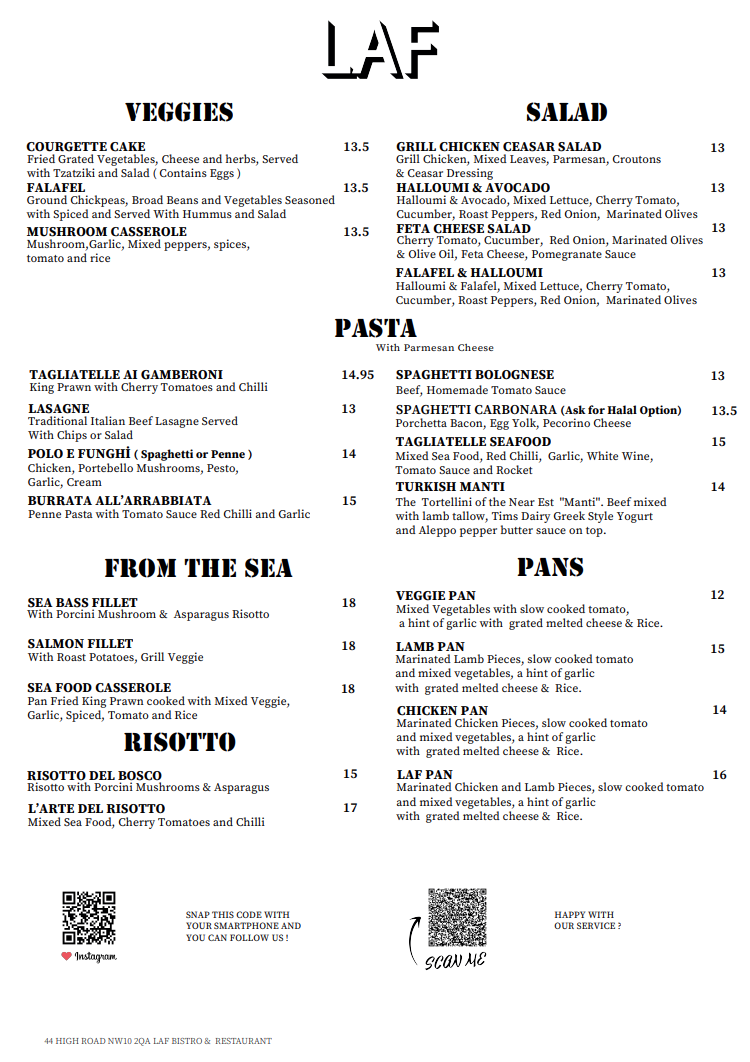 LAF
VEGGIES
COURGETTE CAKE 13.5
Fried Grated Vegetables, Cheese and herbs, Served
with Tzatziki and Salad ( Contains Eggs )
FALAFEL 13.5
Ground Chickpeas, Broad Beans and Vegetables Seasoned
with Spiced and Served With Hummus and Salad
MUSHROOM CASSEROLE 13.5
Mushroom,Garlic, Mixed peppers, spices,
tomato and rice
SALAD
GRILL CHICKEN CEASAR SALAD 13
Grill Chicken, Mixed Leaves, Parmesan, Croutons
& Ceasar Dressing
HALLOUMI & AVOCADO 13
Halloumi & Avocado, Mixed Lettuce, Cherry Tomato,
Cucumber, Roast Peppers, Red Onion, Marinated Olives
FETA CHEESE SALAD 13
Cherry Tomato, Cucumber, Red Onion, Marinated Olives
& Olive Oil, Feta Cheese, Pomegranate Sauce
FALAFEL & HALLOUMI 13
Halloumi & Falafel, Mixed Lettuce, Cherry Tomato,
Cucumber, Roast Peppers, Red Onion, Marinated Olives
PASTA
With Parmesan Cheese
TAGLIATELLE AI GAMBERONI 14.95
King Prawn with Cherry Tomatoes and Chilli
LASAGNE 13
Traditional Italian Beef Lasagne Served
With Chips or Salad
POLO E FUNGHİ ( Spaghetti or Penne ) 14
Chicken, Portebello Mushrooms, Pesto,
Garlic, Cream
BURRATA ALL'ARRABBIATA 15
Penne Pasta with Tomato Sauce Red Chilli and Garlic
SPAGHETTI BOLOGNESE 13
Beef, Homemade Tomato Sauce
SPAGHETTI CARBONARA (Ask for Halal Option) 13.5
Porchetta Bacon, Egg Yolk, Pecorino Cheese
TAGLIATELLE SEAFOOD 15
Mixed Sea Food, Red Chilli, Garlic, White Wine,
Tomato Sauce and Rocket
TURKISH MANTI 14
The Tortellini of the Near Est "Manti". Beef mixed
with lamb tallow, Tims Dairy Greek Style Yogurt
and Aleppo pepper butter sauce on top.
FROM THE SEA
SEA BASS FILLET 18
With Porcini Mushroom & Asparagus Risotto
SALMON FILLET 18
With Roast Potatoes, Grill Veggie
SEA FOOD CASSEROLE 18
Pan Fried King Prawn cooked with Mixed Veggie,
Garlic, Spiced, Tomato and Rice
RISOTTO
RISOTTO DEL BOSCO 15
Risotto with Porcini Mushrooms & Asparagus
L'ARTE DEL RISOTTO 17
Mixed Sea Food, Cherry Tomatoes and Chilli
PANS
VEGGIE PAN 12
Mixed Vegetables with slow cooked tomato,
a hint of garlic with grated melted cheese & Rice.
LAMB PAN 15
Marinated Lamb Pieces, slow cooked tomato
and mixed vegetables, a hint of garlic
with grated melted cheese & Rice.
CHICKEN PAN 14
Marinated Chicken Pieces, slow cooked tomato
and mixed vegetables, a hint of garlic
with grated melted cheese & Rice.
LAF PAN 16
Marinated Chicken and Lamb Pieces, slow cooked tomato
and mixed vegetables, a hint of garlic
with grated melted cheese & Rice.
Instagram
SNAP THIS CODE WITH
YOUR SMARTPHONE AND
YOU CAN FOLLOW US !
SCAN ME
HAPPY WITH
OUR SERVICE ?
44 HIGH ROAD NW10 2QA LAF BISTRO & RESTAURANT